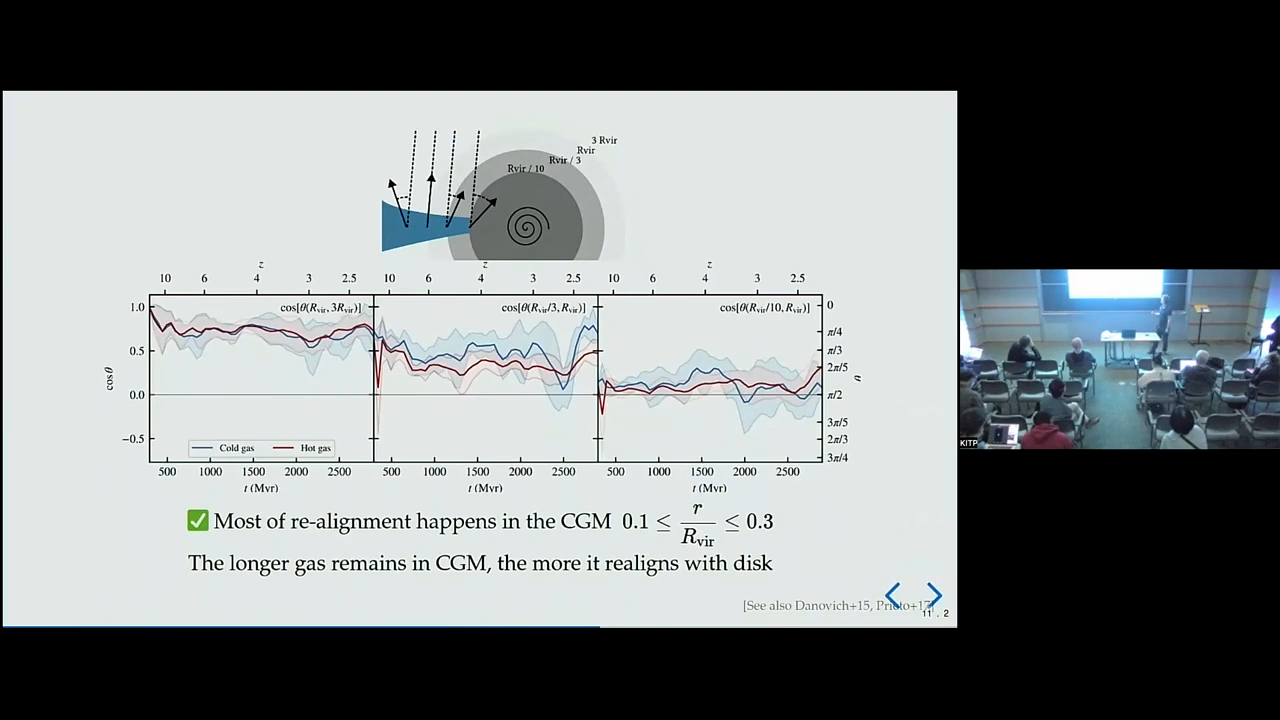 3 Rvir
Rvir
Rvir / 3
Rvir / 10
z z z
10 6 4 3 2.5 10 6 4 3 2.5 10 6 4 3 2.5
cos[θ(Rvir, 3Rvir)] cos[θ(Rvir/3, Rvir)] cos[θ(Rvir/10, Rvir)]
1.0 0.5 0.0 −0.5
cos θ
0 π/4 π/3 2π/5 π/2 3π/5 2π/3 3π/4
θ
Cold gas Hot gas
500 1000 1500 2000 2500 500 1000 1500 2000 2500 500 1000 1500 2000 2500
t (Myr) t (Myr) t (Myr)
✅ Most of re-alignment happens in the CGM 0.1 ≤ r/Rvir ≤ 0.3
The longer gas remains in CGM, the more it realigns with disk
[See also Danovich+15, Prieto+17]
11.2
KITP